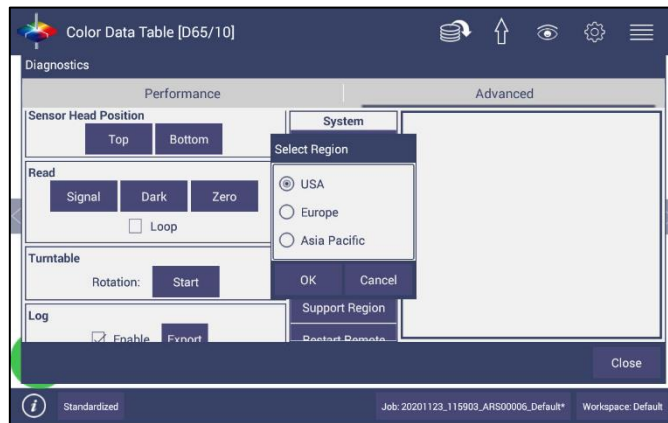 Color Data Table [D65/10]
Diagnostics
Performance
Advanced
Sensor Head Position
Top
Bottom
System
Select Region
USA
Europe
Asia Pacific
OK
Cancel
Read
Signal
Dark
Zero
Loop
Turntable
Rotation:
Start
Support Region
Log
Enable
Export
Restart Remote
Close
Standardized
Job: 20201123_115903_ARS00006_Default*
Workspace: Default